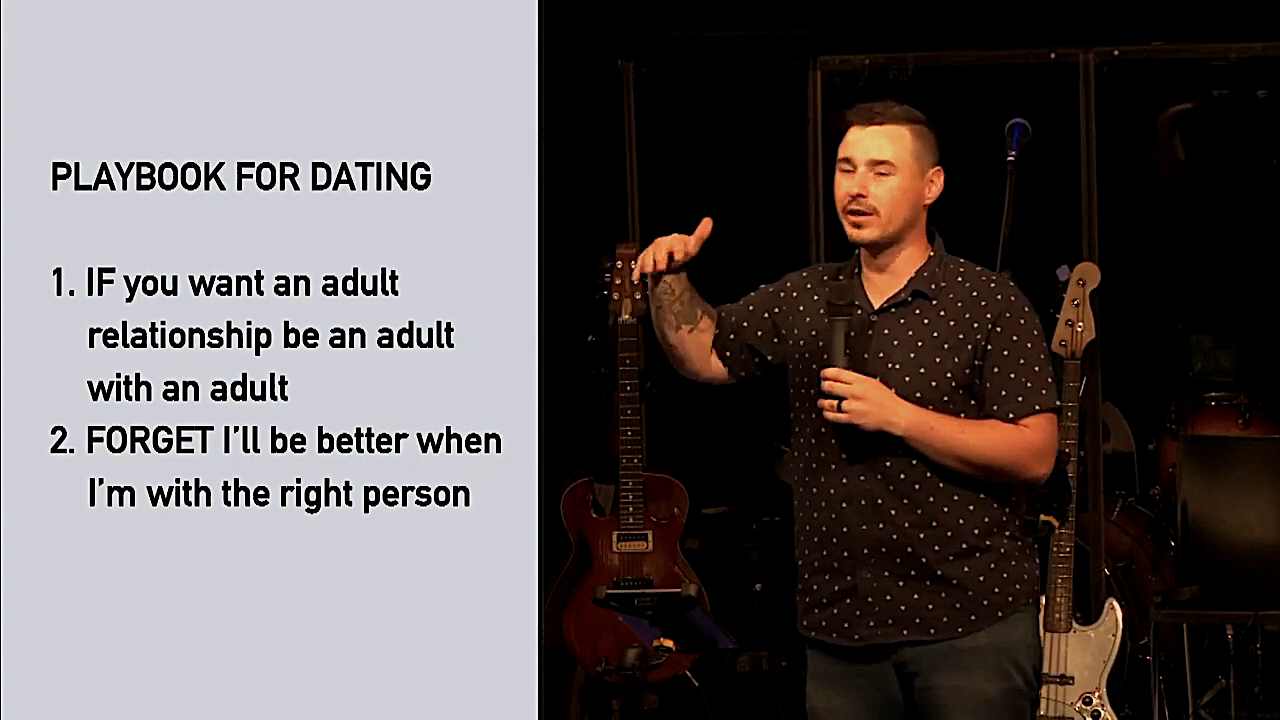 PLAYBOOK FOR DATING
1. IF you want an adult
relationship be an adult
with an adult
2. FORGET I'll be better when
I'm with the right person